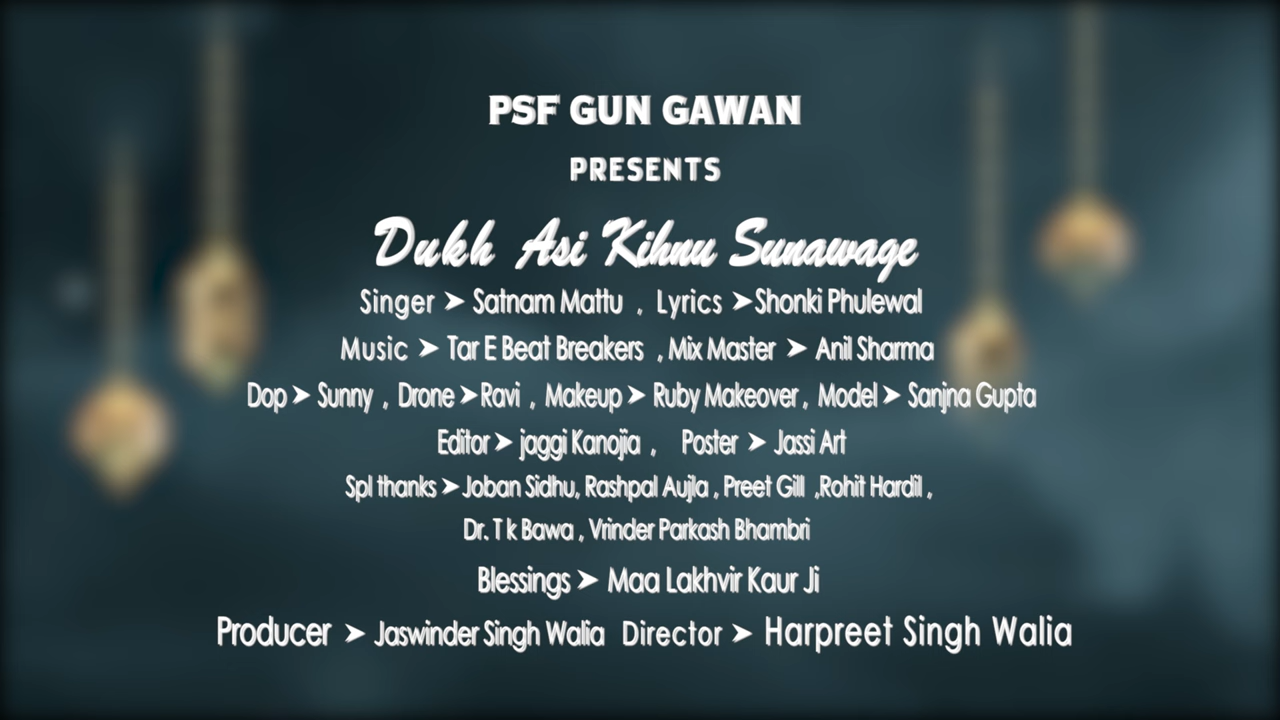 PSF GUN GAWAN
PRESENTS
Dukh Asi Kihnu Sunawage
Singer ➤ Satnam Mattu , Lyrics ➤Shonki Phulewal
Music ➤ Tar E Beat Breakers , Mix Master ➤ Anil Sharma
Dop ➤ Sunny , Drone ➤Ravi , Makeup ➤ Ruby Makeover , Model ➤ Sanjna Gupta
Editor ➤ jaggi Kanojia , Poster ➤ Jassi Art
Spl thanks ➤ Joban Sidhu, Rashpal Aujla , Preet Gill ,Rohit Hardil ,
Dr. T k Bawa , Vrinder Parkash Bhambri
Blessings ➤ Maa Lakhvir Kaur Ji
Producer ➤ Jaswinder Singh Walia Director ➤ Harpreet Singh Walia